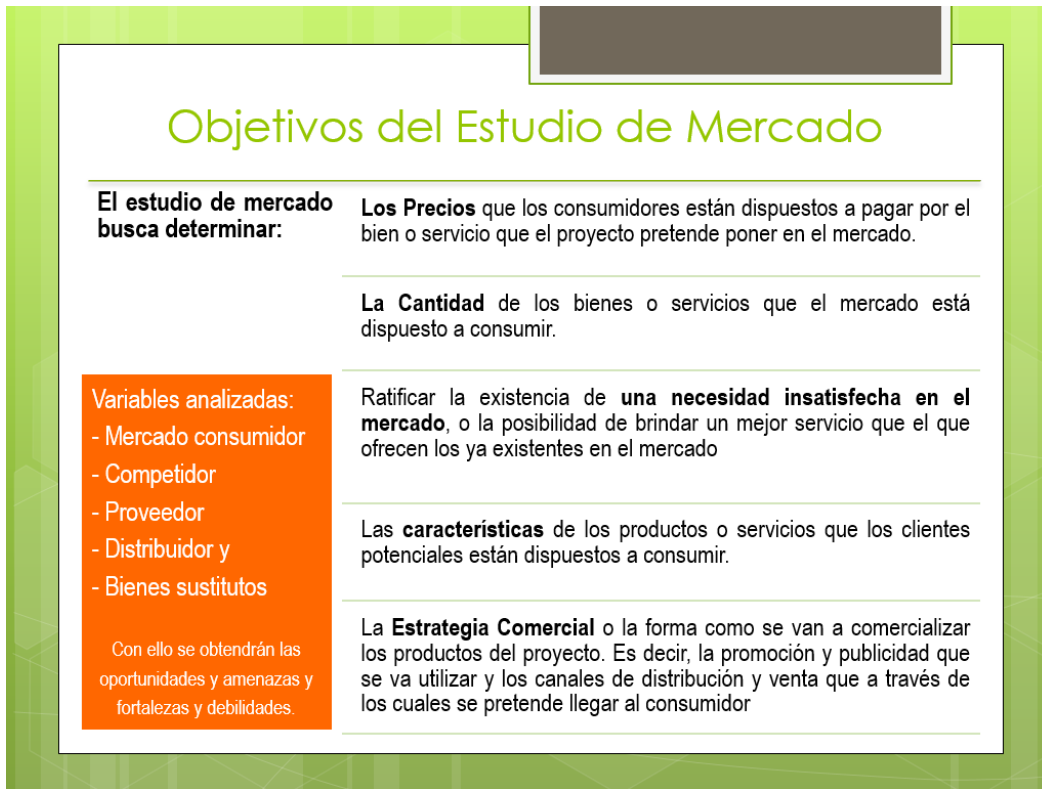 Objetivos del Estudio de Mercado
El estudio de mercado
busca determinar:
Los Precios que los consumidores están dispuestos a pagar por el
bien o servicio que el proyecto pretende poner en el mercado.
La Cantidad de los bienes o servicios que el mercado está
dispuesto a consumir.
Variables analizadas:
- Mercado consumidor
- Competidor
- Proveedor
- Distribuidor y
- Bienes sustitutos
Con ello se obtendrán las
oportunidades y amenazas y
fortalezas y debilidades.
Ratificar la existencia de una necesidad insatisfecha en el
mercado, o la posibilidad de brindar un mejor servicio que el que
ofrecen los ya existentes en el mercado
Las características de los productos o servicios que los clientes
potenciales están dispuestos a consumir.
La Estrategia Comercial o la forma como se van a comercializar
los productos del proyecto. Es decir, la promoción y publicidad que
se va utilizar y los canales de distribución y venta que a través de
los cuales se pretende llegar al consumidor